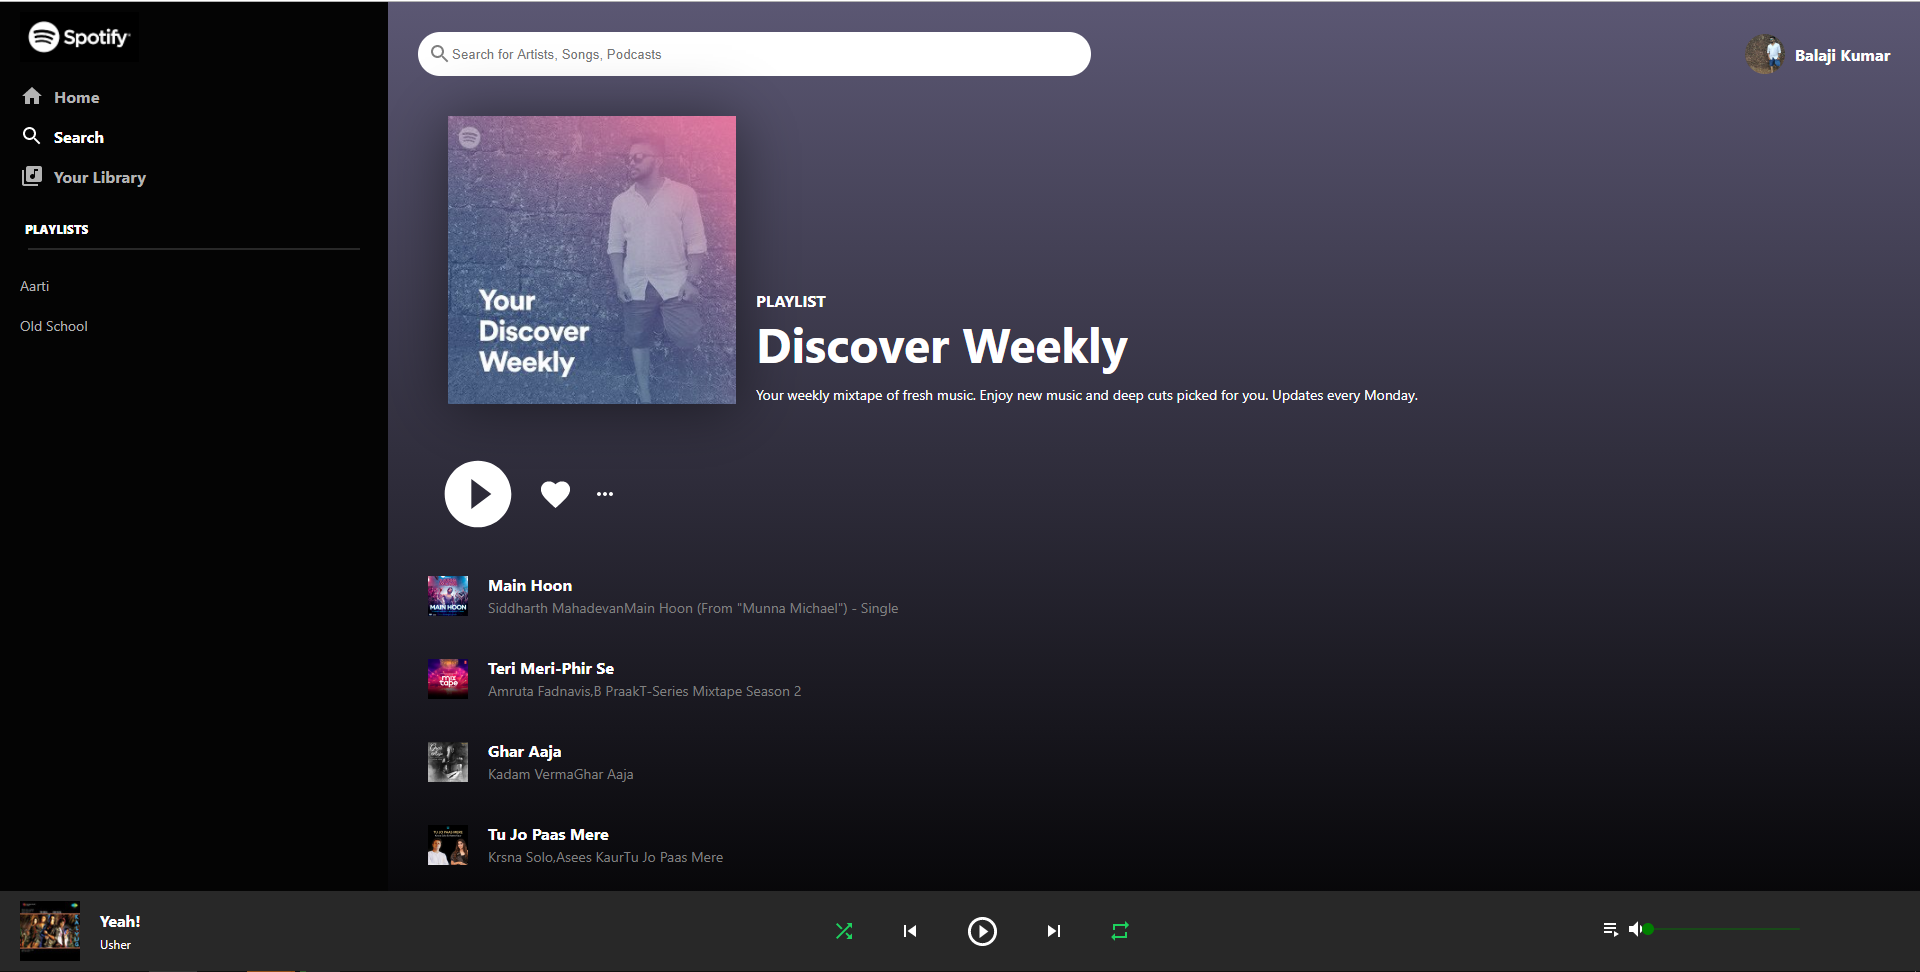 Spotify
Search for Artists, Songs, Podcasts
Balaji Kumar
Home
Search
Your Library
PLAYLISTS
Aarti
Old School
Your
Discover
Weekly
PLAYLIST
Discover Weekly
Your weekly mixtape of fresh music. Enjoy new music and deep cuts picked for you. Updates every Monday.
MAIN HOON
Main Hoon
Siddharth MahadevanMain Hoon (From "Munna Michael") - Single
mix
tape
Teri Meri-Phir Se
Amruta Fadnavis,B PraakT-Series Mixtape Season 2
Ghar Aaja
Kadam VermaGhar Aaja
TU JO PAAS MERE
Tu Jo Paas Mere
Krsna Solo,Asees KaurTu Jo Paas Mere
Yeah!
Usher